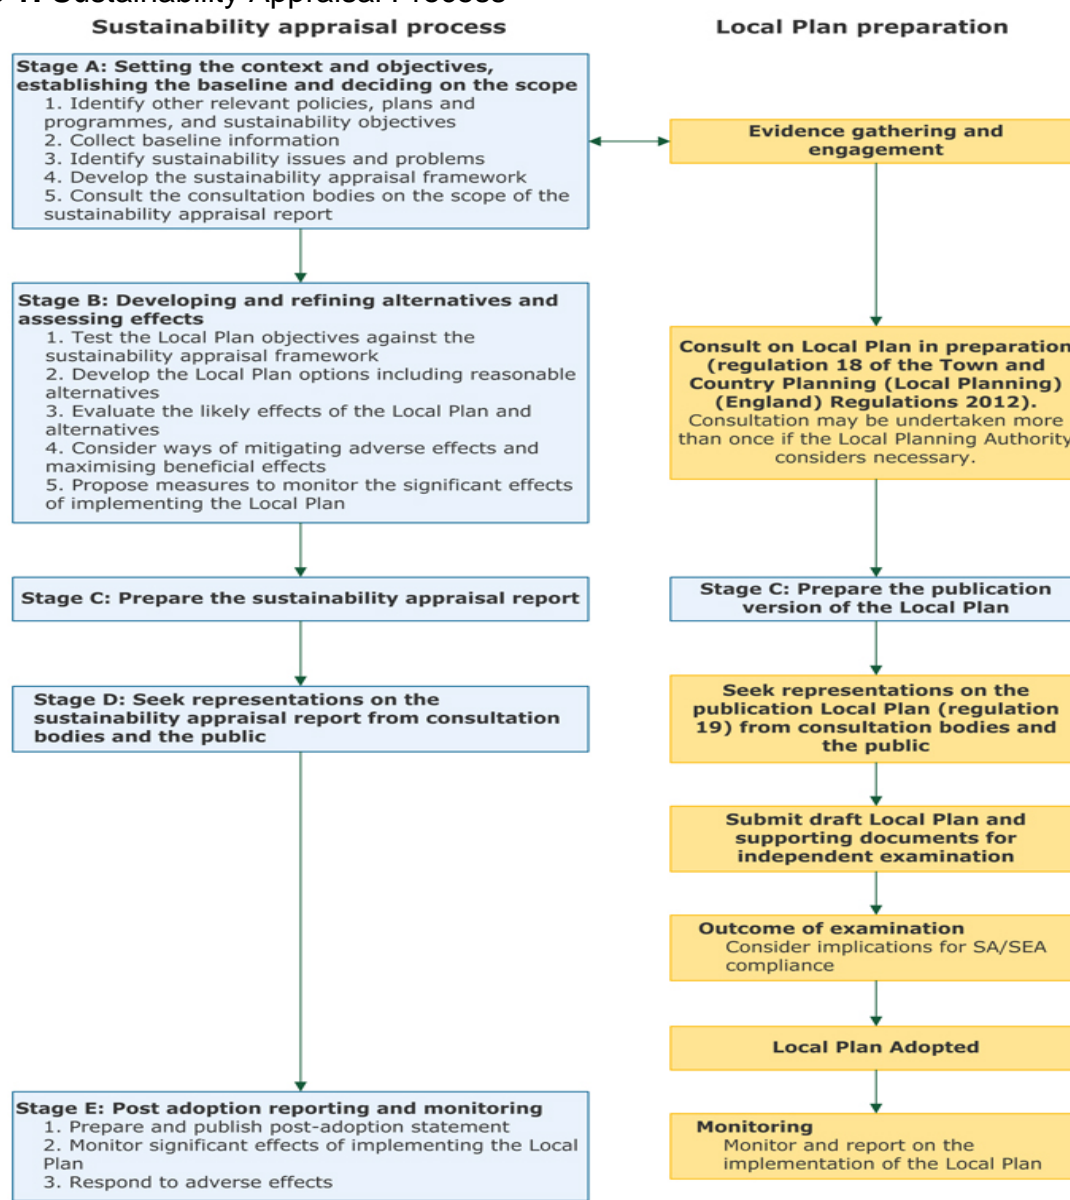 1: Sustainability Appraisal Process
Sustainability appraisal process
Stage A: Setting the context and objectives,
establishing the baseline and deciding on the scope
1. Identify other relevant policies, plans and
programmes, and sustainability objectives
2. Collect baseline information
3. Identify sustainability issues and problems
4. Develop the sustainability appraisal framework
5. Consult the consultation bodies on the scope of the
sustainability appraisal report
Stage B: Developing and refining alternatives and
assessing effects
1. Test the Local Plan objectives against the
sustainability appraisal framework
2. Develop the Local Plan options including reasonable
alternatives
3. Evaluate the likely effects of the Local Plan and
alternatives
4. Consider ways of mitigating adverse effects and
maximising beneficial effects
5. Propose measures to monitor the significant effects
of implementing the Local Plan
Stage C: Prepare the sustainability appraisal report
Stage D: Seek representations on the
sustainability appraisal report from consultation
bodies and the public
Stage E: Post adoption reporting and monitoring
1. Prepare and publish post-adoption statement
2. Monitor significant effects of implementing the Local
Plan
3. Respond to adverse effects
Local Plan preparation
Evidence gathering and
engagement
Consult on Local Plan in preparation
(regulation 18 of the Town and
Country Planning (Local Planning)
(England) Regulations 2012).
Consultation may be undertaken more
than once if the Local Planning Authority
considers necessary.
Stage C: Prepare the publication
version of the Local Plan
Seek representations on the
publication Local Plan (regulation
19) from consultation bodies and
the public
Submit draft Local Plan and
supporting documents for
independent examination
Outcome of examination
Consider implications for SA/SEA
compliance
Local Plan Adopted
Monitoring
Monitor and report on the
implementation of the Local Plan